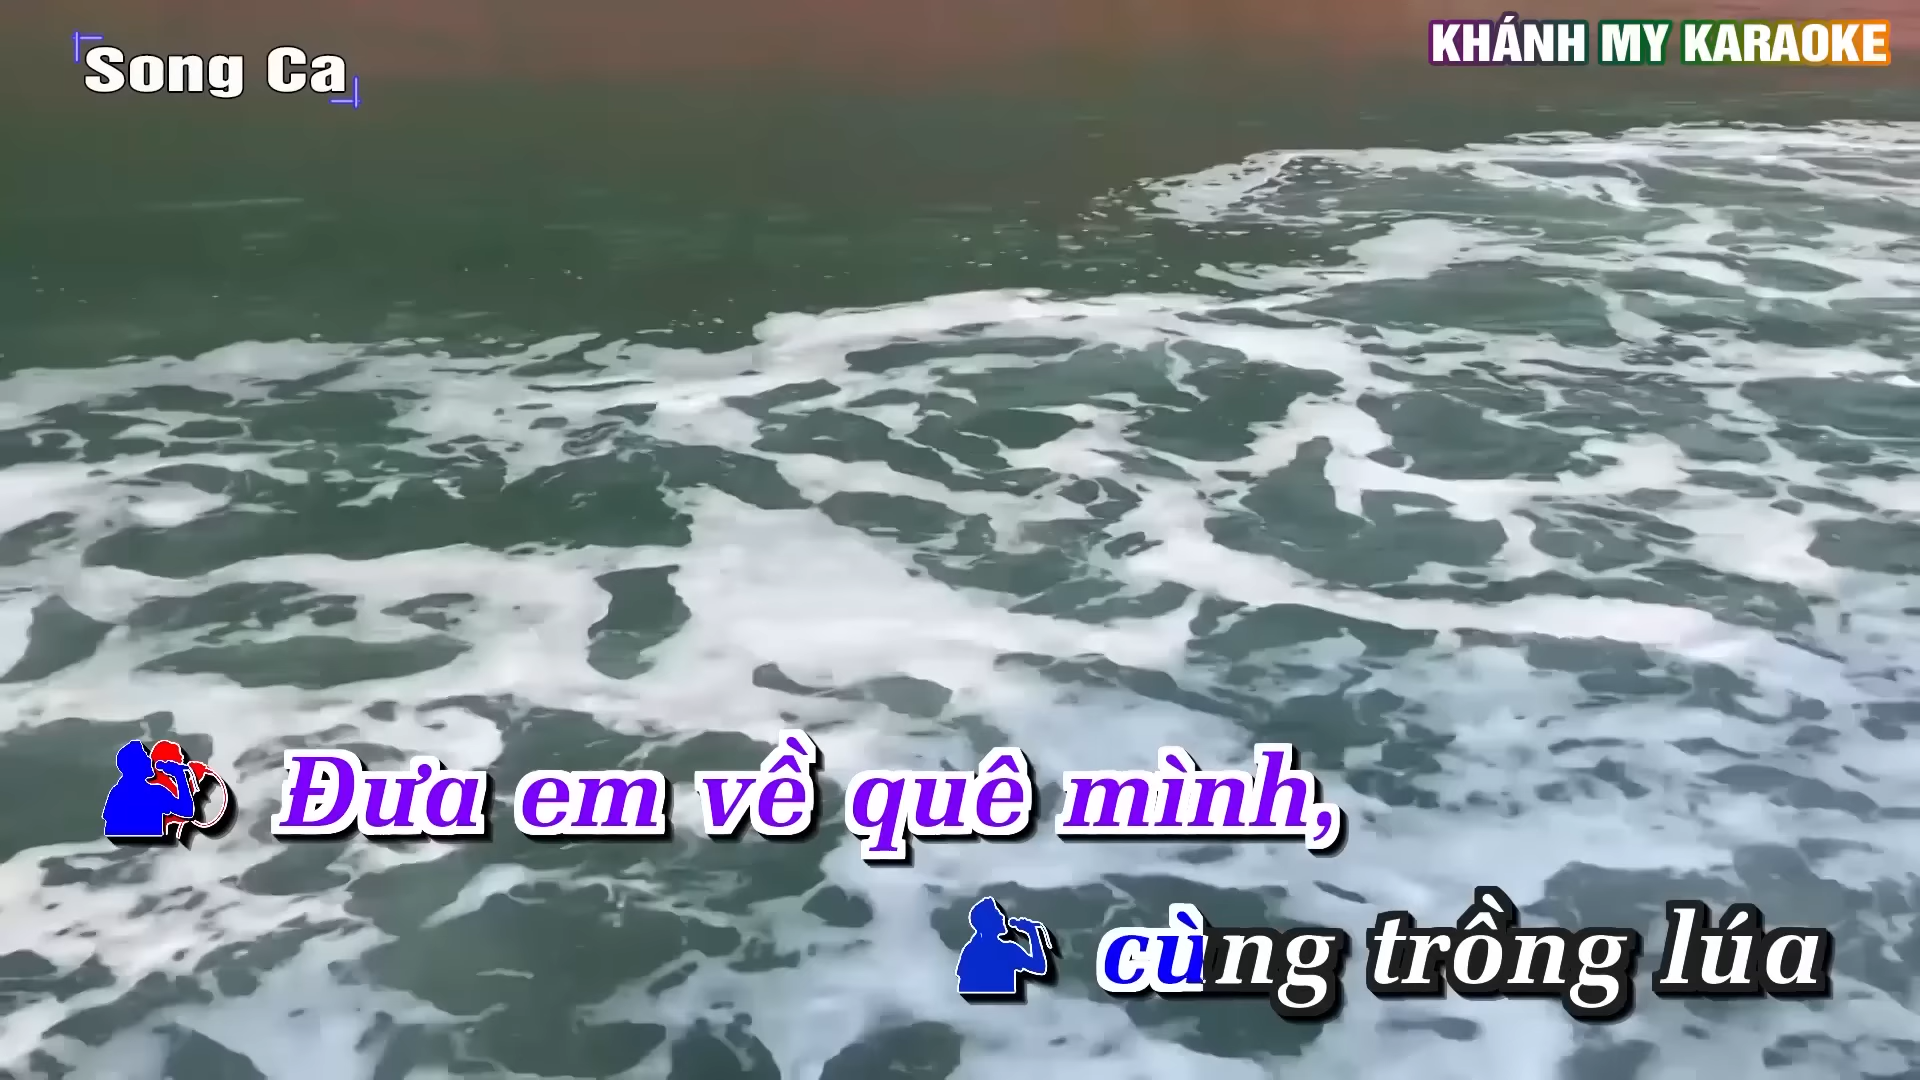 Song Ca
KHÁNH MY KARAOKE
Đưa em về quê mình,
cùng trồng lúa